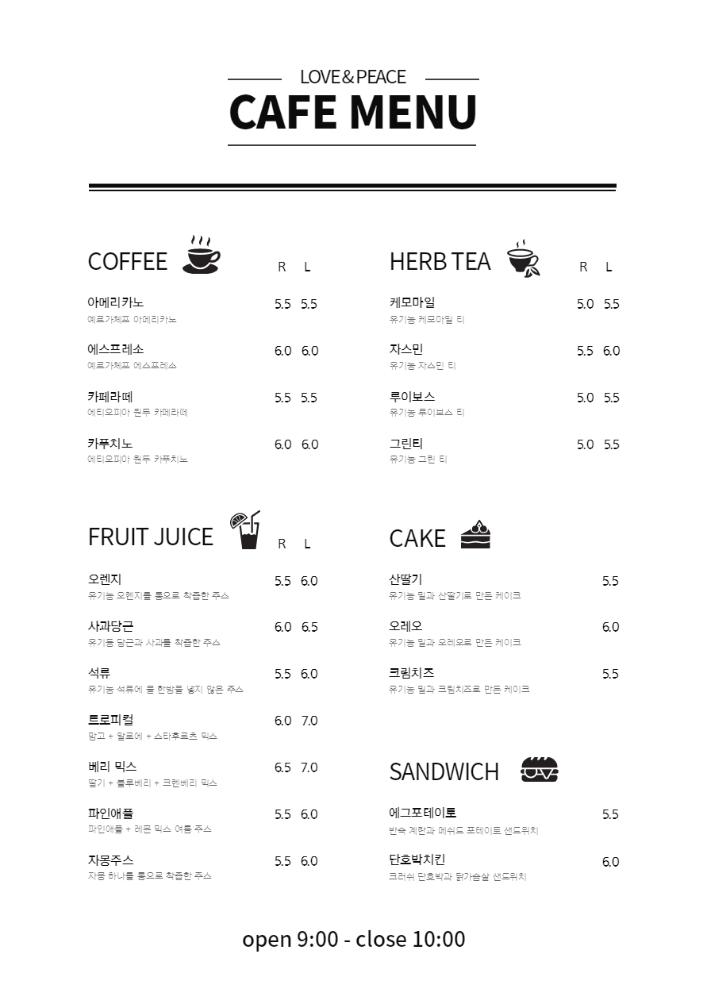 LOVE&PEACE
CAFE MENU
COFFEE R L
아메리카노 5.5 5.5
예르가체프 아메리카노
에스프레소 6.0 6.0
예르가체프 에스프레소
카페라떼 5.5 5.5
에티오피아 원두 카페라떼
카푸치노 6.0 6.0
에티오피아 원두 카푸치노
HERB TEA R L
케모마일 5.0 5.5
유기농 케모마일 티
자스민 5.5 6.0
유기농 자스민 티
루이보스 5.0 5.5
유기농 루이보스 티
그린티 5.0 5.5
유기농 그린 티
FRUIT JUICE R L
오렌지 5.5 6.0
유기농 오렌지를 통으로 착즙한 주스
사과당근 6.0 6.5
유기동 당근과 사과를 착즙한 주스
석류 5.5 6.0
유기농 석류에 물 한방울 넣지 않은 주스
트로피컬 6.0 7.0
망고 + 알로에 + 스타후르츠 믹스
베리 믹스 6.5 7.0
딸기 + 블루베리 + 크렌베리 믹스
파인애플 5.5 6.0
파인애플 + 레몬 믹스 여름 주스
자몽주스 5.5 6.0
자몽 하나를 통으로 착즙한 주스
CAKE
산딸기 5.5
유기농 밀과 산딸기로 만든 케이크
오레오 6.0
유기농 밀과 오레오로 만든 케이크
크림치즈 5.5
유기농 밀과 크림치즈로 만든 케이크
SANDWICH
에그포테이토 5.5
반숙 계란과 메쉬드 포테이토 샌드위치
단호박치킨 6.0
크러쉬 단호박과 닭가슴살 샌드위치
open 9:00 - close 10:00